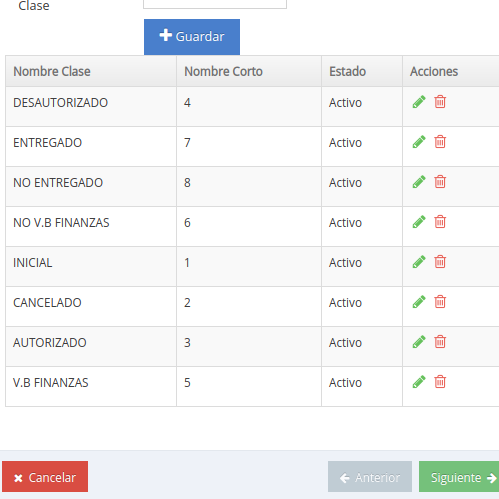 Clase
Guardar
Nombre Clase Nombre Corto Estado Acciones
DESAUTORIZADO 4 Activo
ENTREGADO 7 Activo
NO ENTREGADO 8 Activo
NO V.B FINANZAS 6 Activo
INICIAL 1 Activo
CANCELADO 2 Activo
AUTORIZADO 3 Activo
V.B FINANZAS 5 Activo
Cancelar Anterior Siguiente